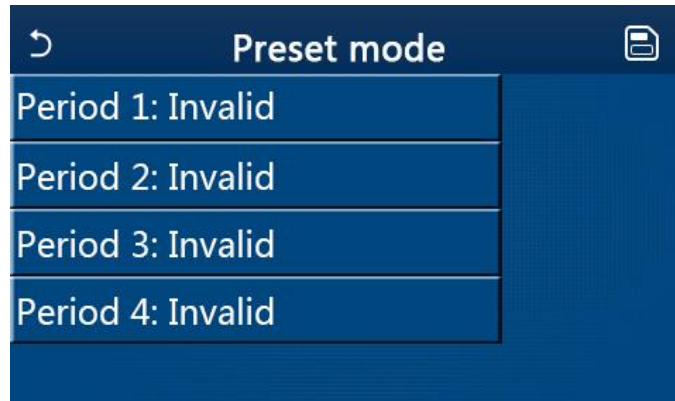 Preset mode
Period 1: Invalid
Period 2: Invalid
Period 3: Invalid
Period 4: Invalid